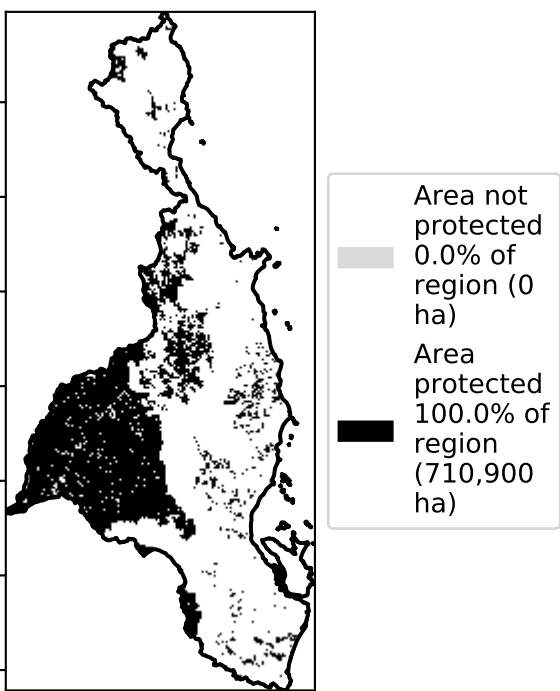 Area not
protected
0.0% of
region (0
ha)
Area
protected
100.0% of
region
(710,900
ha)